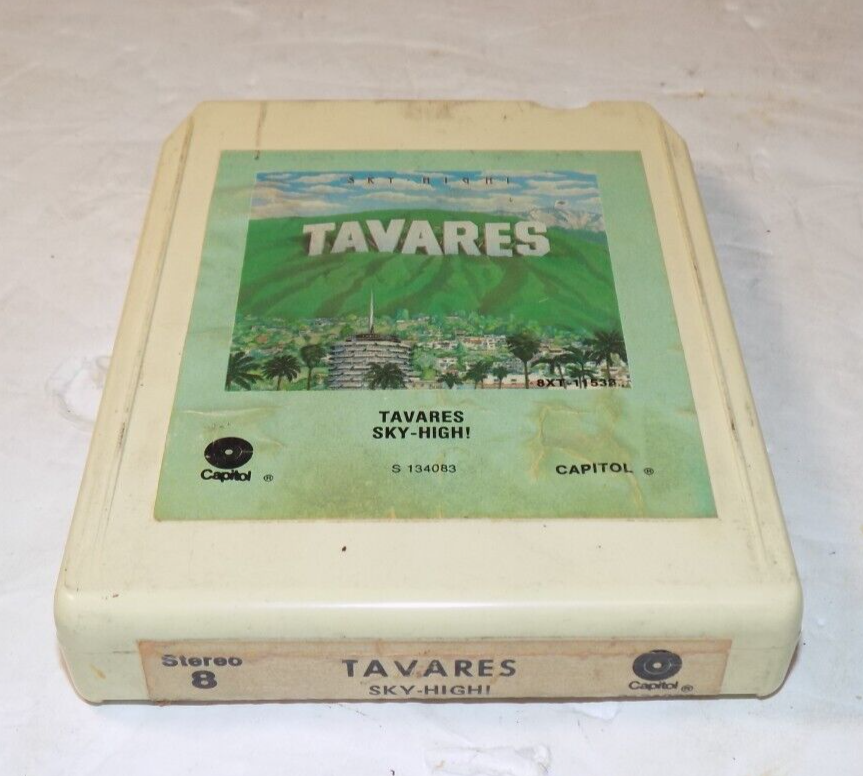 SKY-HIGH!
TAVARES
8XT-11533
TAVARES
SKY-HIGH!
Capitol ®
S 134083
CAPITOL ®
Stereo
8
TAVARES
SKY-HIGH!
Capitol ®